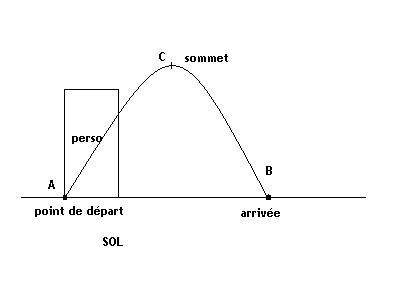 C sommet
perso
A
B
point de départ
arrivée
SOL